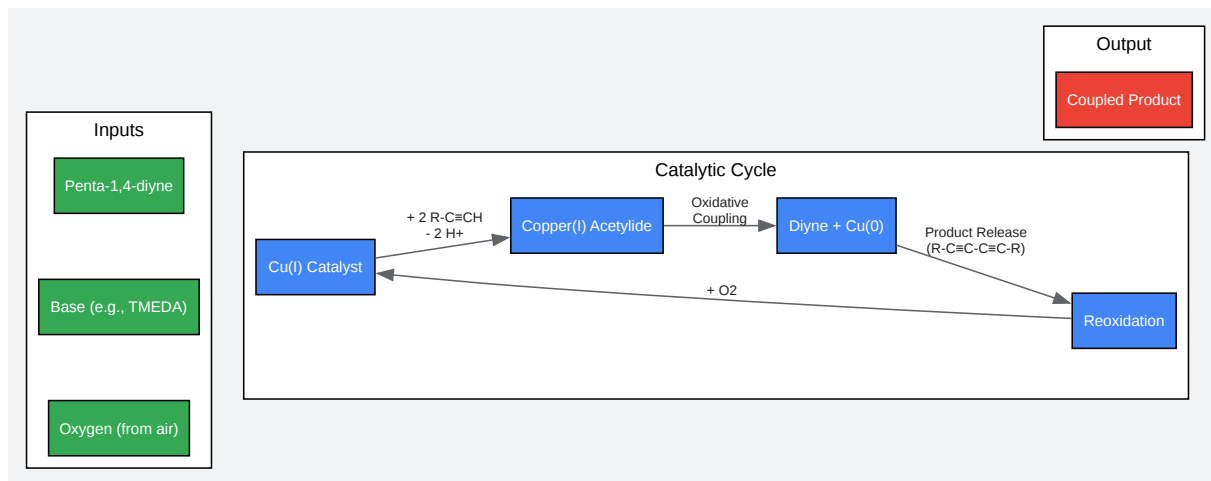 Output
Coupled Product
Inputs
Penta-1,4-diyne
Base (e.g., TMEDA)
Oxygen (from air)
Catalytic Cycle
Cu(I) Catalyst
+ 2 R-C≡CH
- 2 H+
Copper(I) Acetylide
Oxidative
Coupling
Diyne + Cu(0)
Product Release
(R-C≡C-C≡C-R)
Reoxidation
+ O2